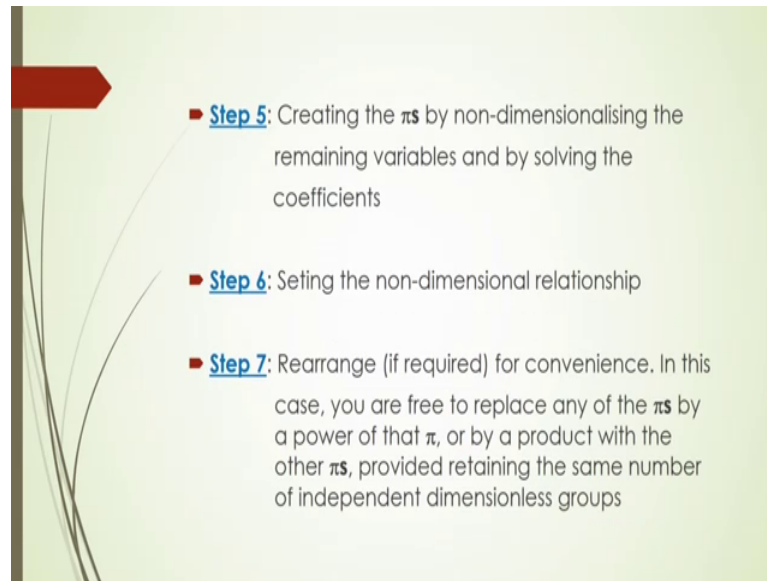 Step 5: Creating the πs by non-dimensionalising the
remaining variables and by solving the
coefficients
Step 6: Seting the non-dimensional relationship
Step 7: Rearrange (if required) for convenience. In this
case, you are free to replace any of the πs by
a power of that π, or by a product with the
other πs, provided retaining the same number
of independent dimensionless groups